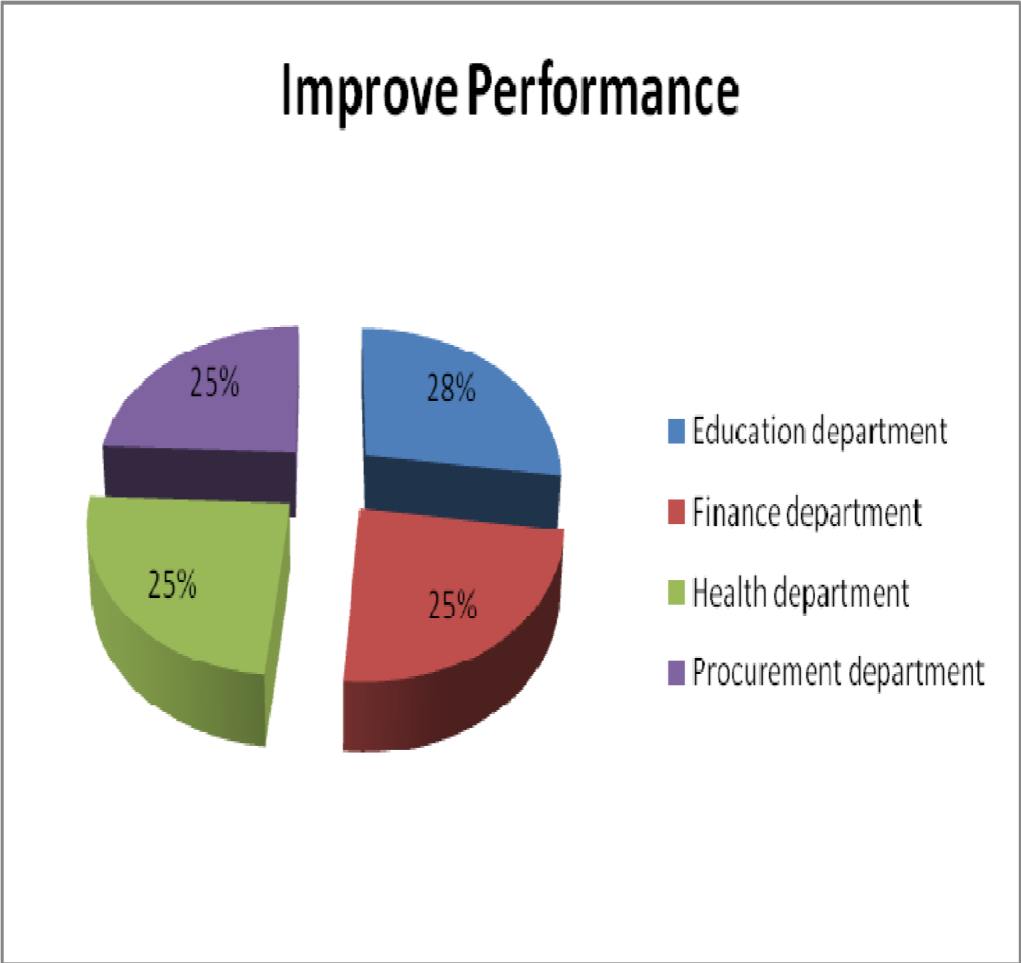 Improve Performance
25%
28%
25%
25%
Education department
Finance department
Health department
Procurement department